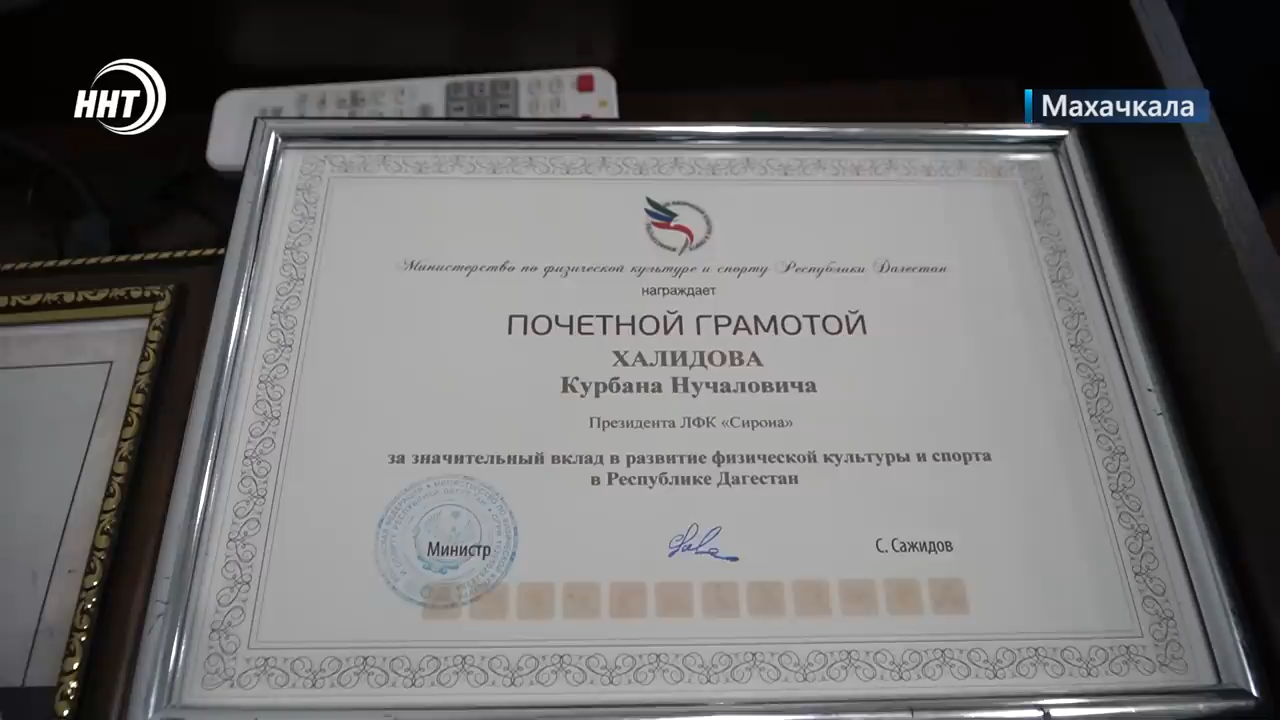 ННТ
Махачкала
Министерство по физической культуре и спорту Республики Дагестан
награждает
ПОЧЕТНОЙ ГРАМОТОЙ
ХАЛИДОВА
Курбана Нучаловича
Президента ЛФК «Сирона»
за значительный вклад в развитие физической культуры и спорта
в Республике Дагестан
Министр
С. Сажидов